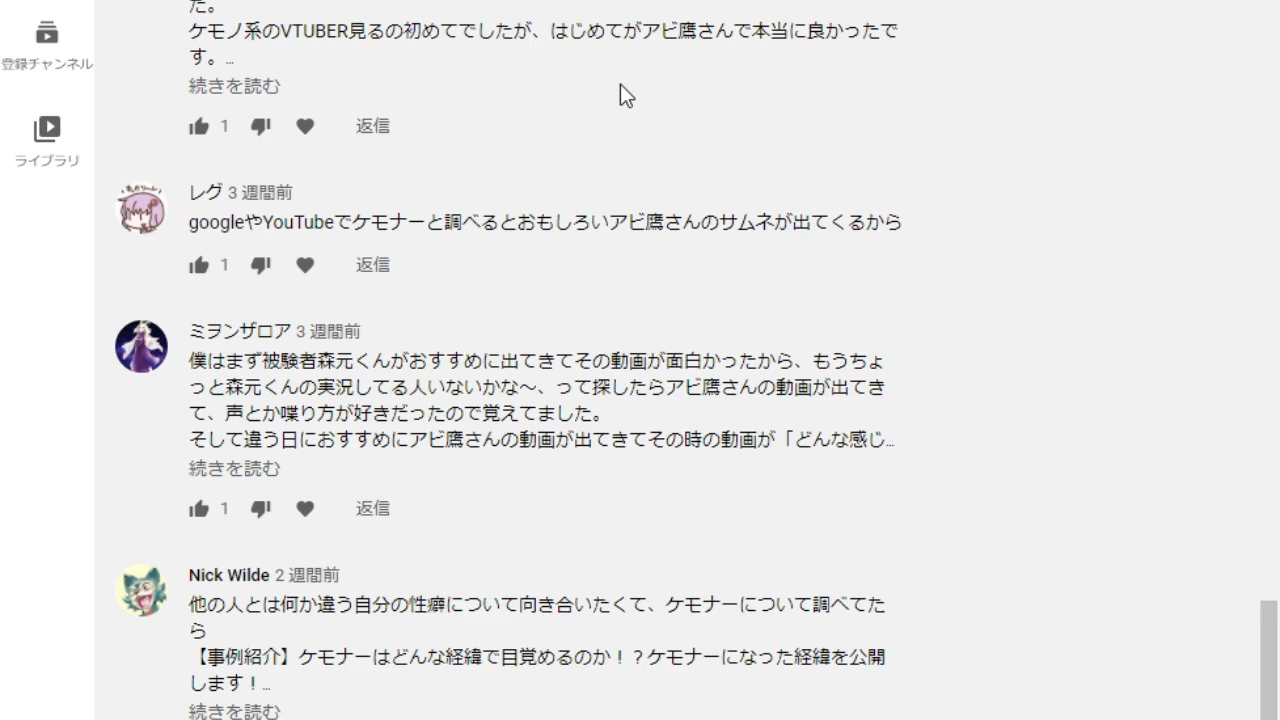 た。
ケモノ系のVTUBER見るの初めてでしたが、はじめてがアビ鷹さんで本当に良かったで
す。…
続きを読む
1 返信
登録チャンネル
ライブラリ
レグ 3 週間前
googleやYouTubeでケモナーと調べるとおもしろいアビ鷹さんのサムネが出てくるから
1 返信
ミヲンザロア 3 週間前
僕はまず被験者森元くんがおすすめに出てきてその動画が面白かったから、もうちょ
っと森元くんの実況してる人いないかな〜、って探したらアビ鷹さんの動画が出てき
て、声とか喋り方が好きだったので覚えてました。
そして違う日におすすめにアビ鷹さんの動画が出てきてその時の動画が「どんな感じ…
続きを読む
1 返信
Nick Wilde 2 週間前
他の人とは何か違う自分の性癖について向き合いたくて、ケモナーについて調べてた
ら
【事例紹介】ケモナーはどんな経緯で目覚めるのか！？ケモナーになった経緯を公開
します！…
続きを読む